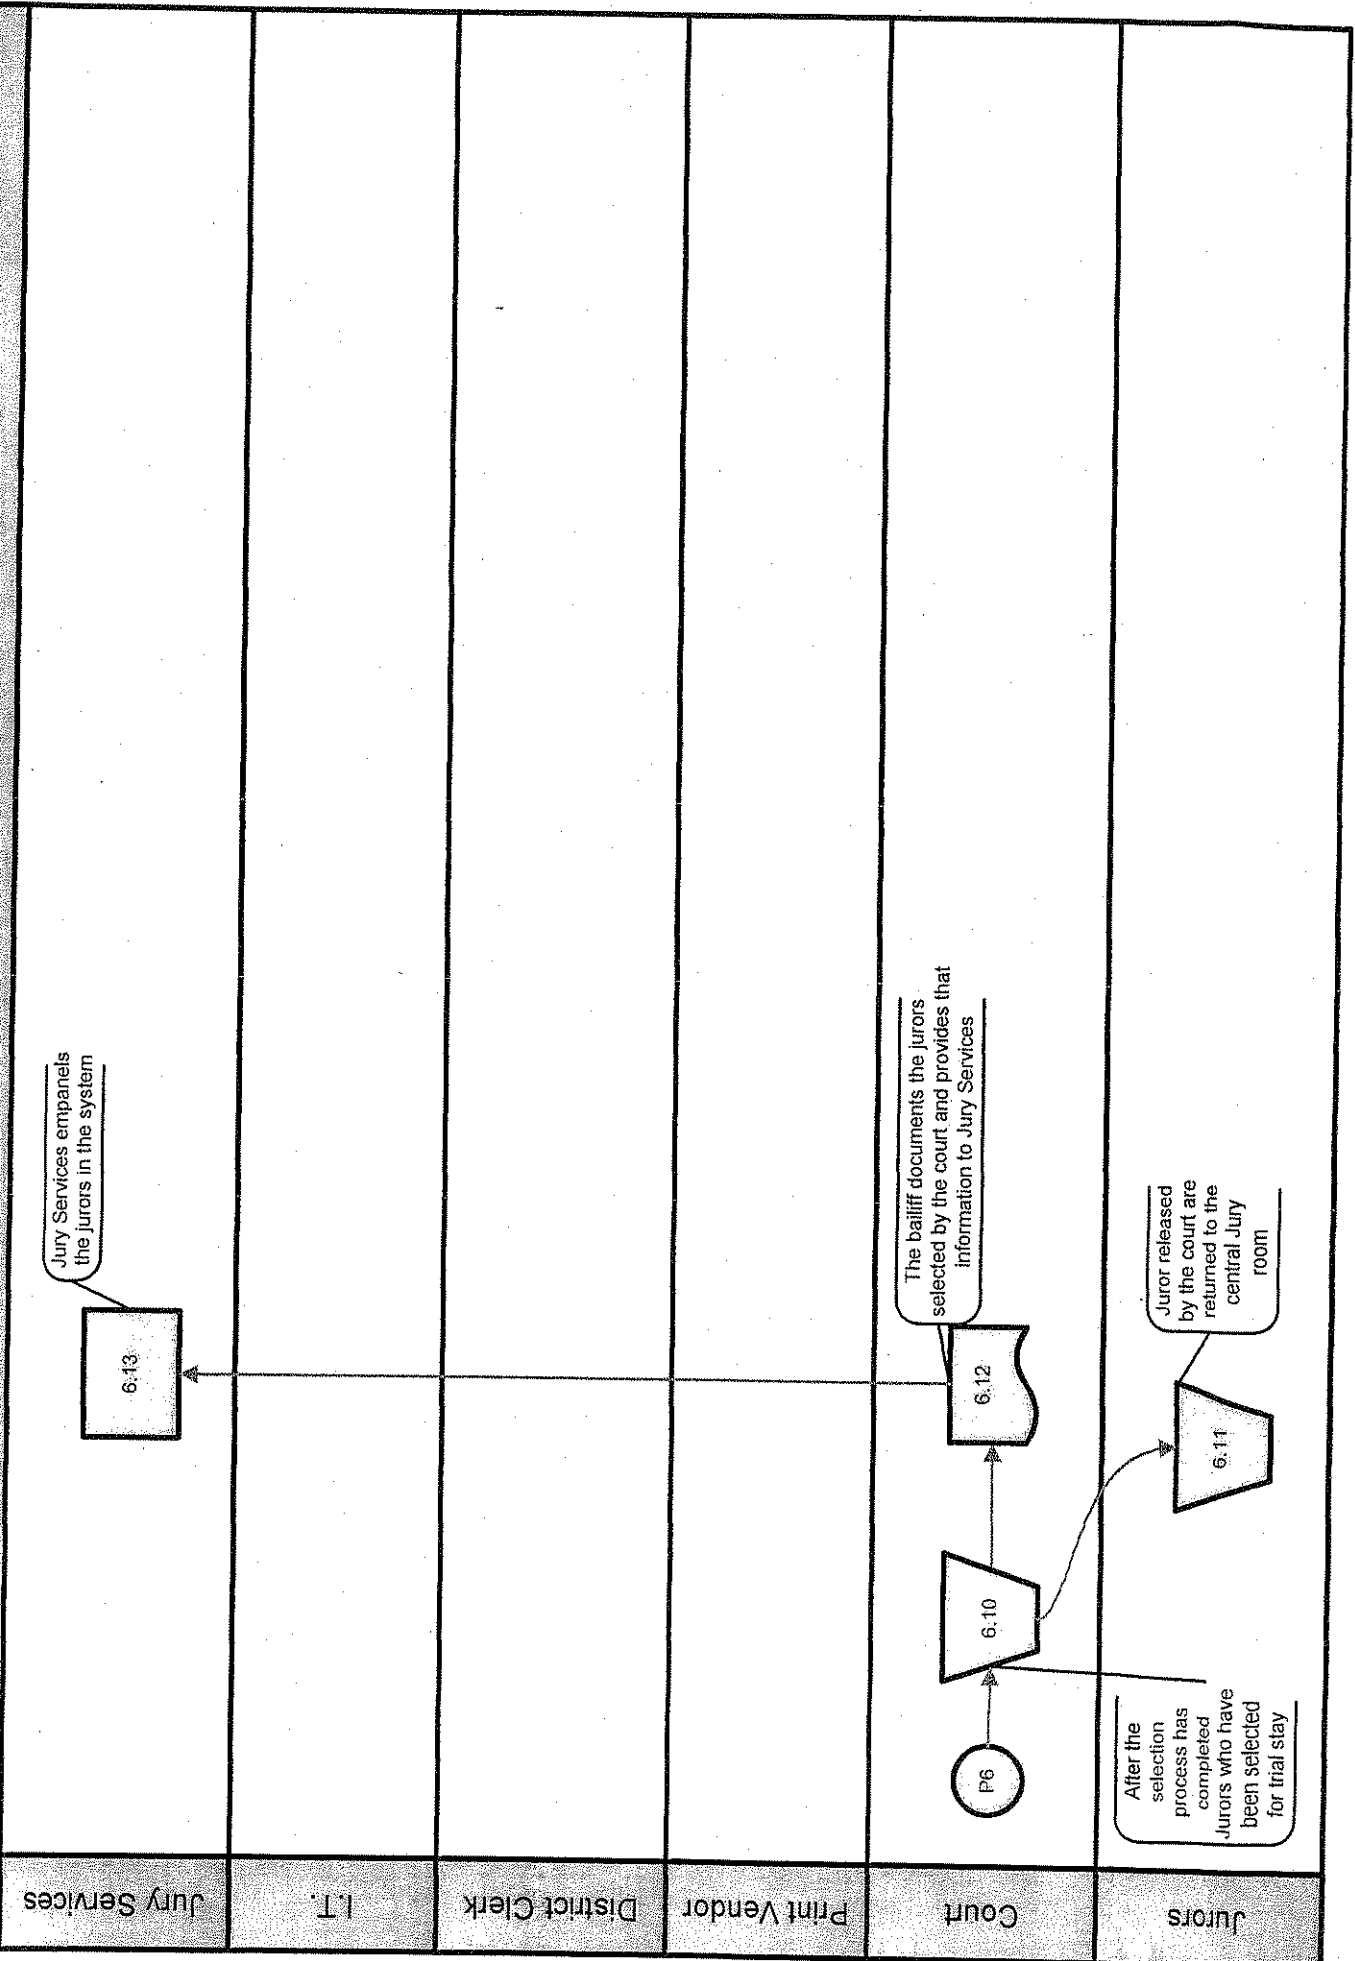 Jury Services
6.13
Jury Services empanels
the jurors in the system
I.T.
District Clerk
Print Vendor
Court
P6
6.10
6.12
The bailiff documents the jurors
selected by the court and provides that
information to Jury Services
Jurors
After the
selection
process has
completed
Jurors who have
been selected
for trial stay
6.11
Juror released
by the court are
returned to the
central Jury
room